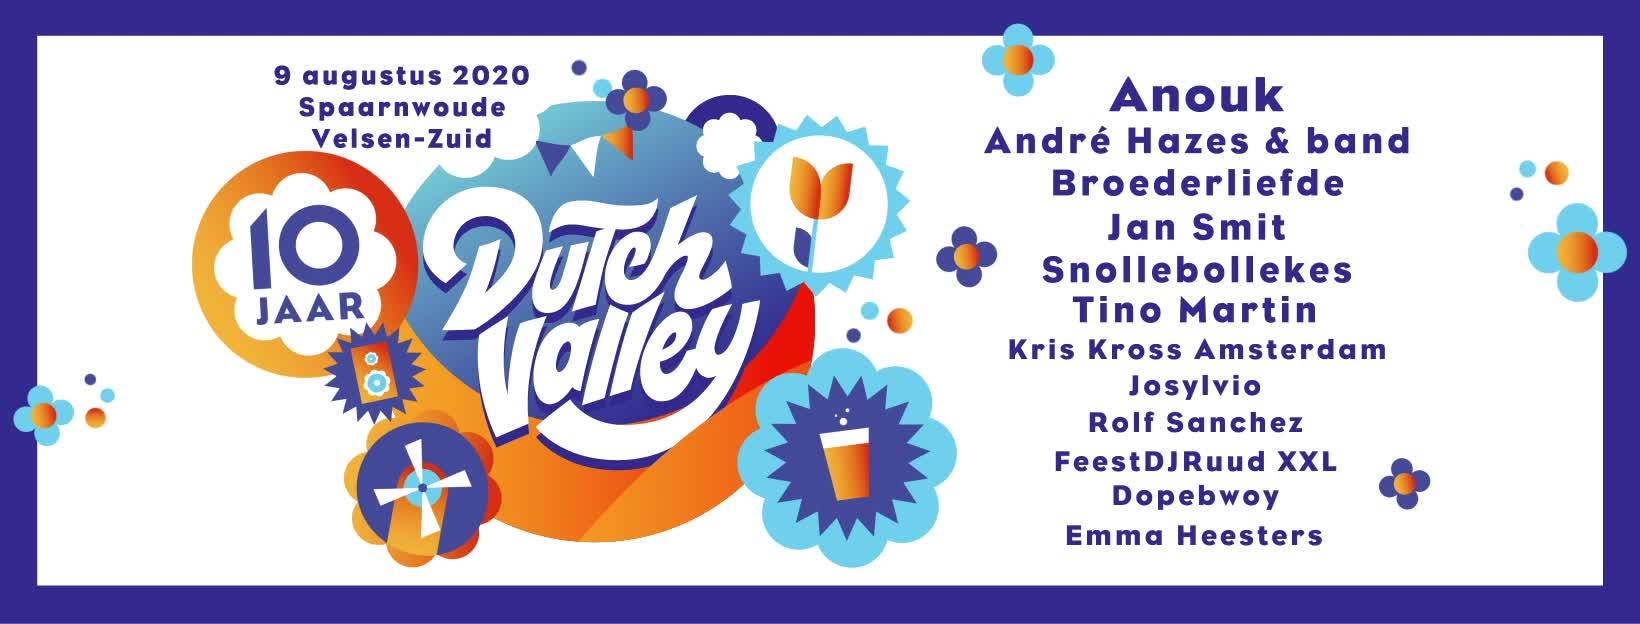 9 augustus 2020
Spaarnwoude
Velsen-Zuid
10
JAAR
Dutch
Valley
Anouk
André Hazes & band
Broederliefde
Jan Smit
Snollebollekes
Tino Martin
Kris Kross Amsterdam
Josylvio
Rolf Sanchez
FeestDJRuud XXL
Dopebwoy
Emma Heesters